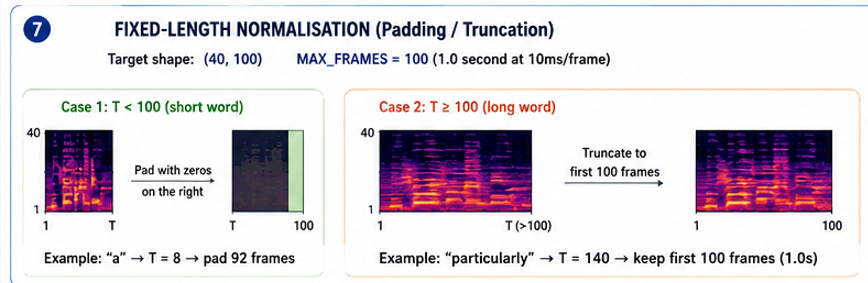 7
FIXED-LENGTH NORMALISATION (Padding / Truncation)
Target shape: (40, 100) MAX_FRAMES = 100 (1.0 second at 10ms/frame)
Case 1: T < 100 (short word)
40
1
1
T
Pad with zeros
on the right
T
100
Example: “a” → T = 8 → pad 92 frames
Case 2: T ≥ 100 (long word)
40
1
1
T (>100)
Truncate to
first 100 frames
1
100
Example: “particularly” → T = 140 → keep first 100 frames (1.0s)